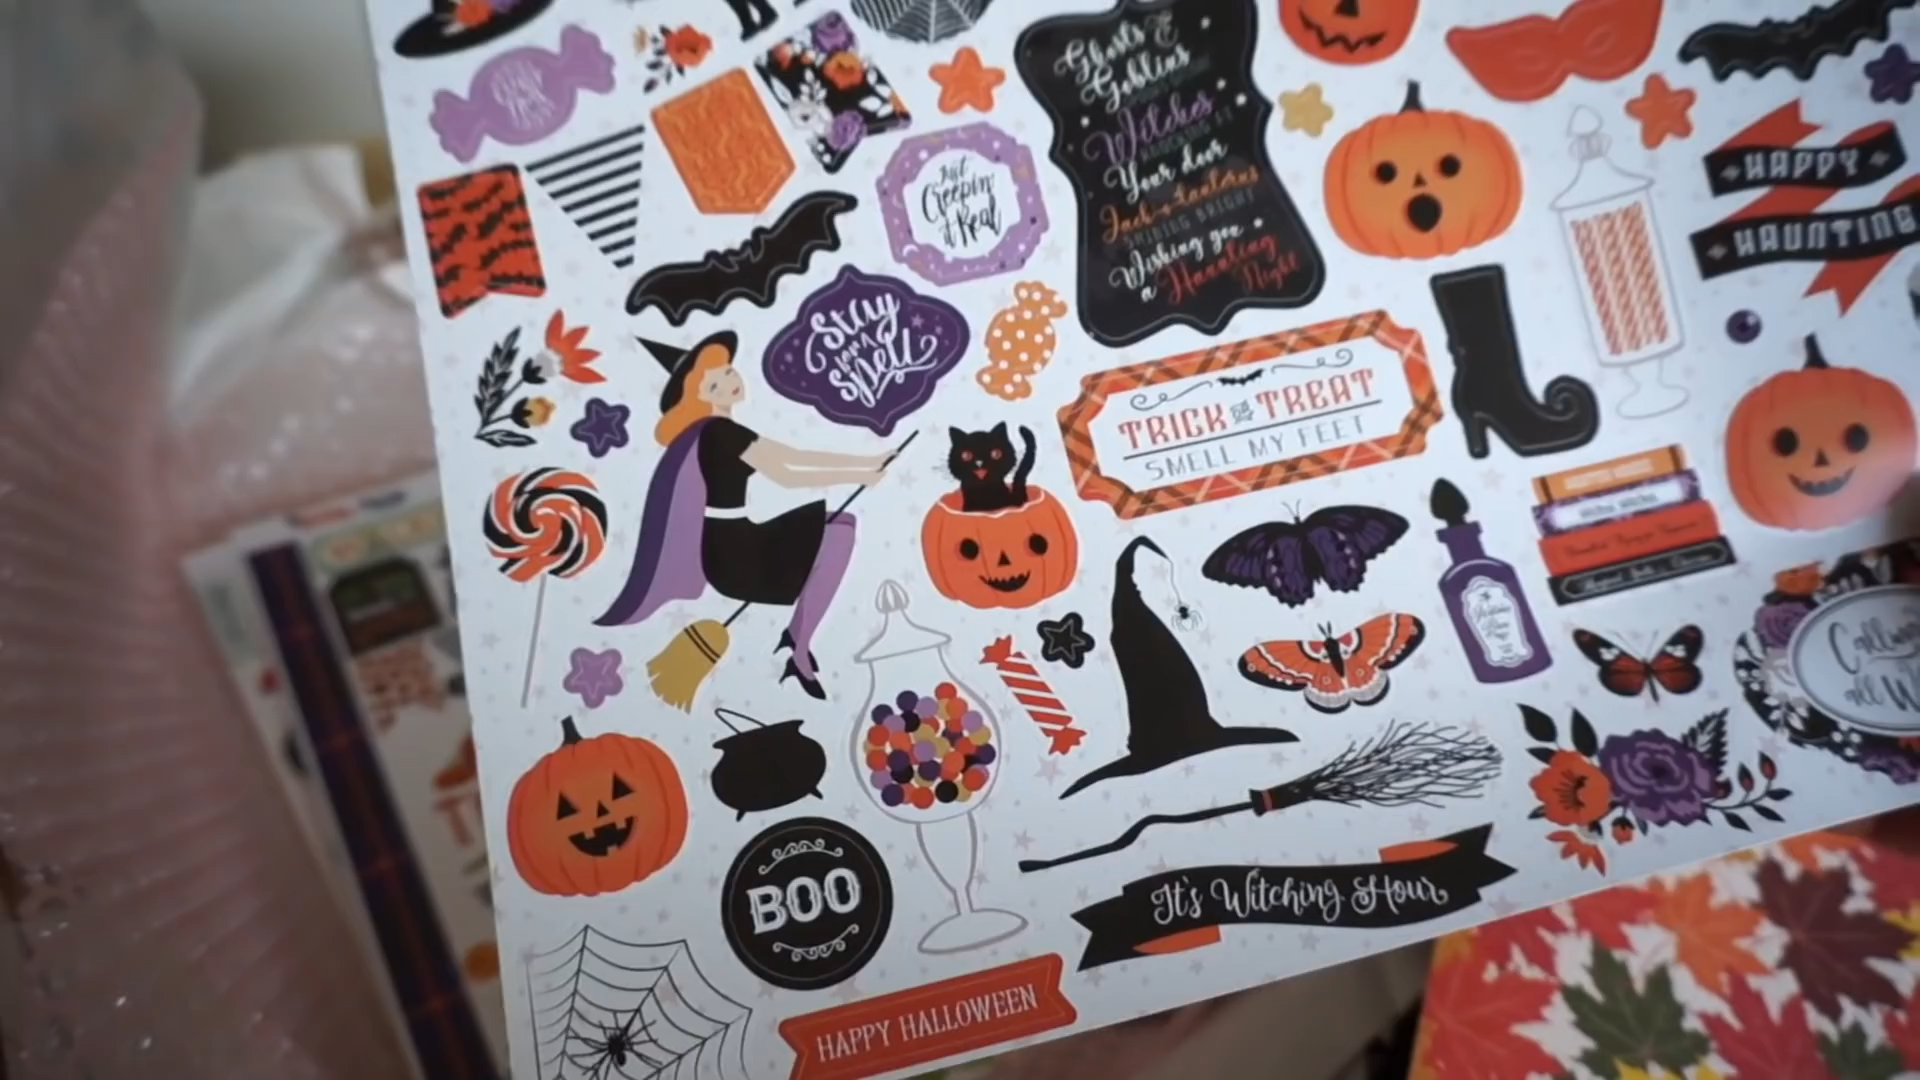 Ghosts &
Goblins
Witches
Your door
Jack-o-Lanterns
SHINING BRIGHT
Wishing you
a Haunting
Night
HAPPY
HAUNTING
Just
Creepin'
it Real
Stay
for A
Spell
TRICK OR TREAT
SMELL MY FEET
BOO
It's Witching Hour
HAPPY HALLOWEEN